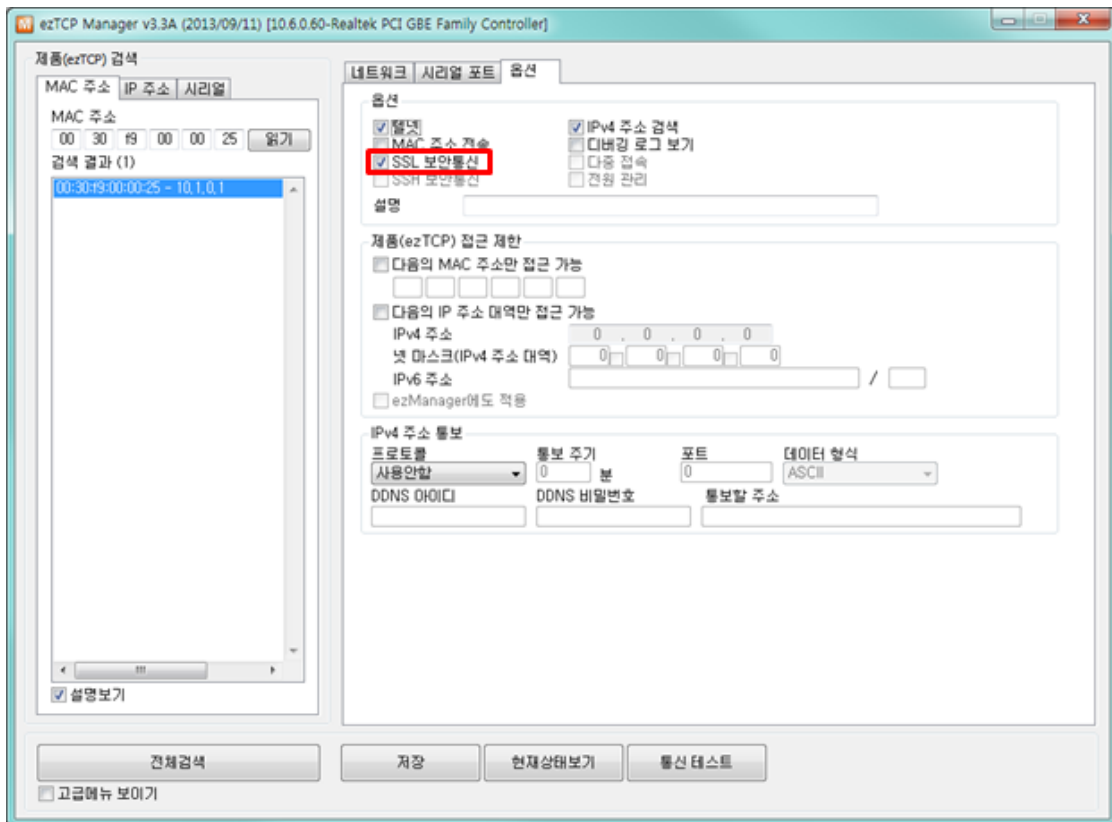 ezTCP Manager v3.3A (2013/09/11) [10.6.0.60-Realtek PCI GBE Family Controller]
제품(ezTCP) 검색
MAC 주소 IP 주소 시리얼
MAC 주소
00 30 f9 00 00 25 읽기
검색 결과 (1)
00:30:f9:00:00:25 - 10.1.0.1
설명보기
네트워크 시리얼 포트 옵션
옵션
텔넷 IPv4 주소 검색
MAC 주소 전송 디버깅 로그 보기
SSL 보안통신 다중 접속
SSH 보안통신 전원 관리
설명
제품(ezTCP) 접근 제한
다음의 MAC 주소만 접근 가능
다음의 IP 주소 대역만 접근 가능
IPv4 주소 0 . 0 . 0 . 0
넷 마스크(IPv4 주소 대역) 0 0 0 0
IPv6 주소 /
ezManager에도 적용
IPv4 주소 통보
프로토콜 통보 주기 포트 데이터 형식
사용안함 0 분 0 ASCII
DDNS 아이디 DDNS 비밀번호 통보할 주소
전체검색 저장 현재상태보기 통신 테스트
고급메뉴 보이기